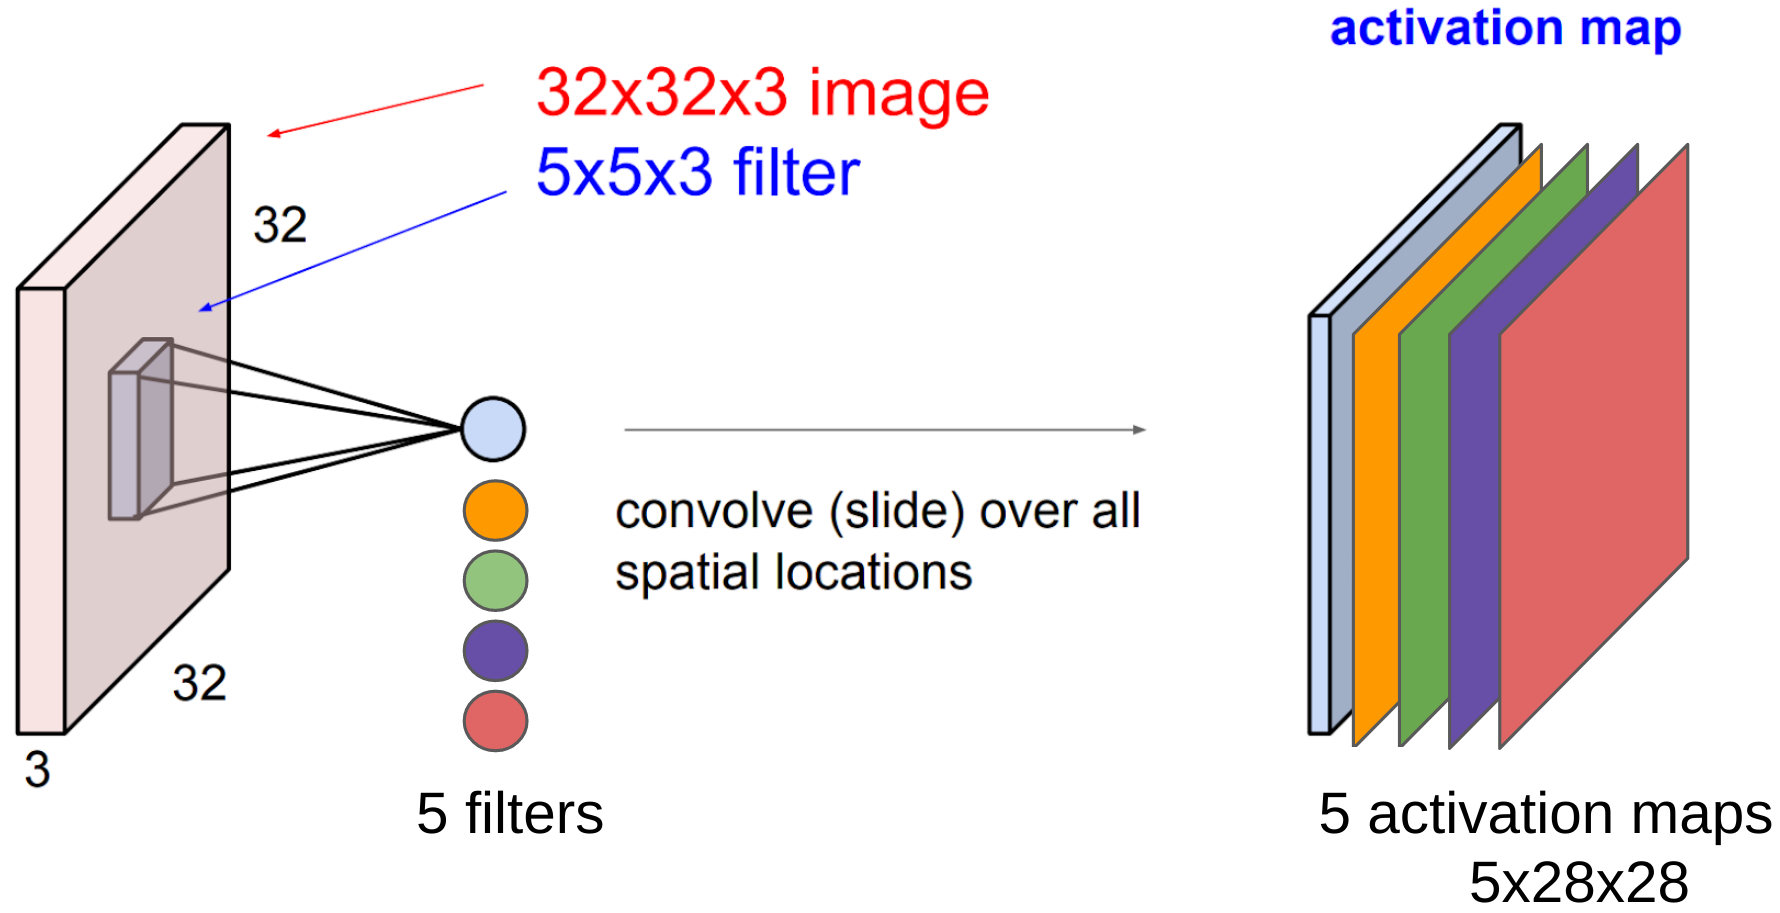 activation map
32x32x3 image
5x5x3 filter
32
32
3
convolve (slide) over all
spatial locations
5 filters
5 activation maps
5x28x28